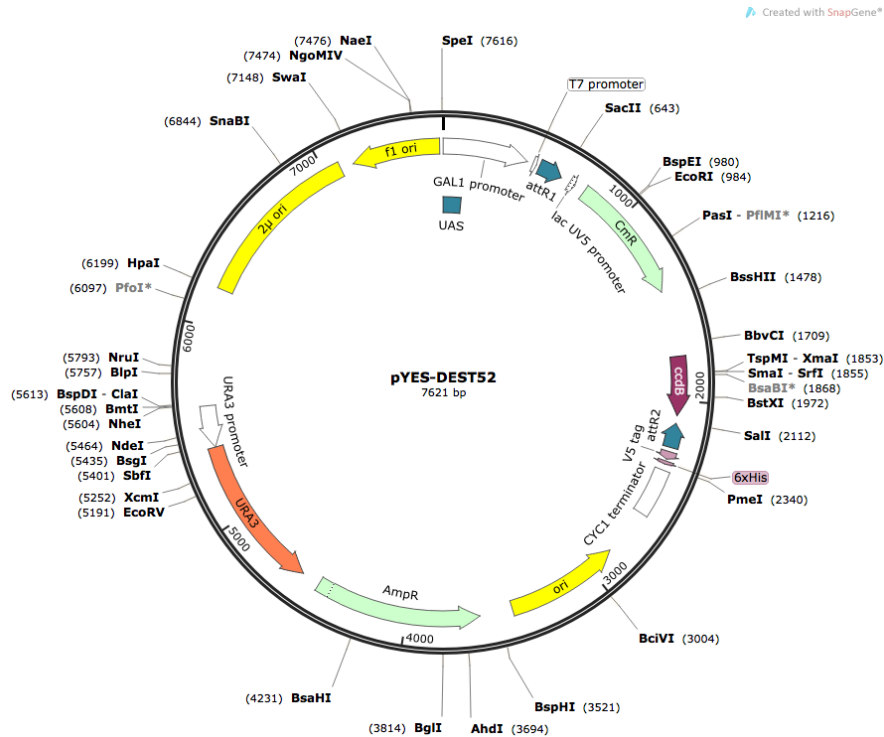 Created with SnapGene®
(7476) NaeI
(7474) NgoMIV
(7148) SwaI
(6844) SnaBI
SpeI (7616)
T7 promoter
SacII (643)
BspEI (980)
EcoRI (984)
PasI - PflMI* (1216)
BssHII (1478)
BbvCI (1709)
TspMI - XmaI (1853)
SmaI - SrfI (1855)
BsaBI* (1868)
BstXI (1972)
SalI (2112)
6xHis
PmeI (2340)
BciVI (3004)
BspHI (3521)
AhdI (3694)
(3814) BglI
(4231) BsaHI
(5191) EcoRV
(5252) XcmI
(5401) SbfI
(5435) BsgI
(5464) NdeI
(5604) NheI
(5608) BmtI
(5613) BspDI - ClaI
(5757) BlpI
(5793) NruI
(6097) PfoI*
(6199) HpaI
f1 ori
GAL1 promoter
UAS
attR1
lac UV5 promoter
CmR
ccdB
attR2
V5 tag
CYC1 terminator
ori
AmpR
URA3
URA3 promoter
2μ ori
1000
2000
3000
4000
5000
6000
7000
pYES-DEST52
7621 bp